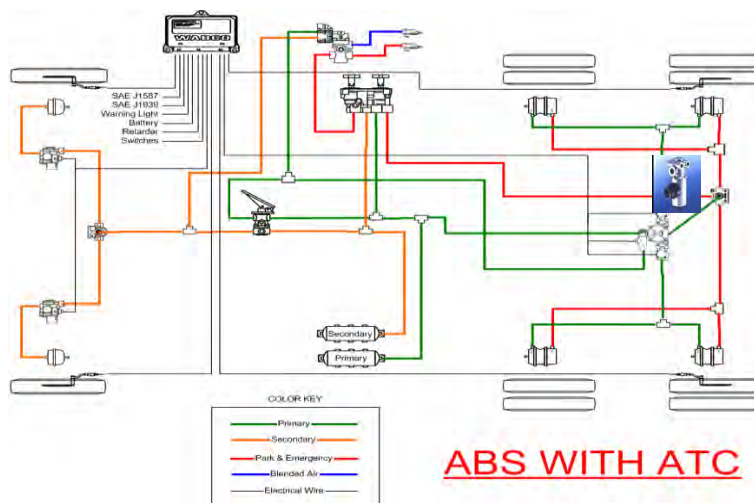 WABCO
SAE J1587
SAE J1939
Warning Light
Battery
Retarder
Switches
Secondary
Primary
COLOR KEY
Primary
Secondary
Park & Emergency
Blended Air
Electrical Wire
ABS WITH ATC